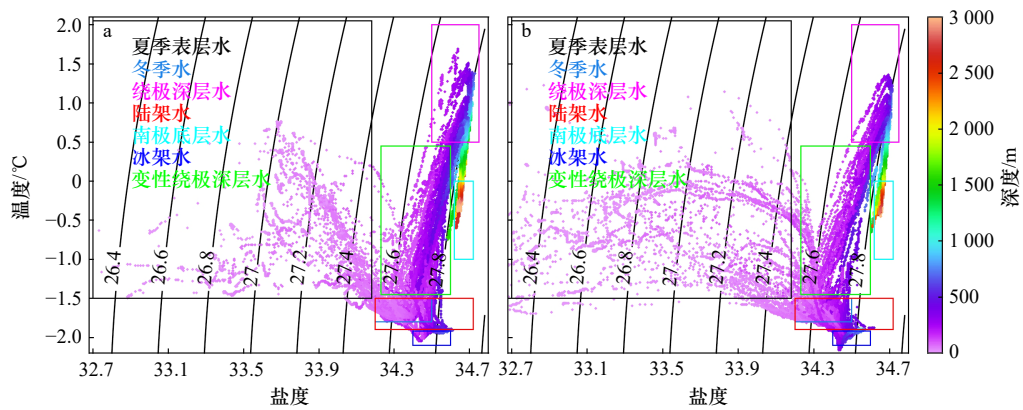 a
夏季表层水
冬季水
绕极深层水
陆架水
南极底层水
冰架水
变性绕极深层水
26.4
26.6
26.8
27
27.2
27.4
27.6
27.8
2.0
1.5
1.0
0.5
0
−0.5
−1.0
−1.5
−2.0
温度/℃
32.7
33.1
33.5
33.9
34.3
34.7
盐度
b
夏季表层水
冬季水
绕极深层水
陆架水
南极底层水
冰架水
变性绕极深层水
26.4
26.6
26.8
27
27.2
27.4
27.6
27.8
32.7
33.1
33.5
33.9
34.3
34.7
盐度
3 000
2 500
2 000
1 500
1 000
500
0
深度/m